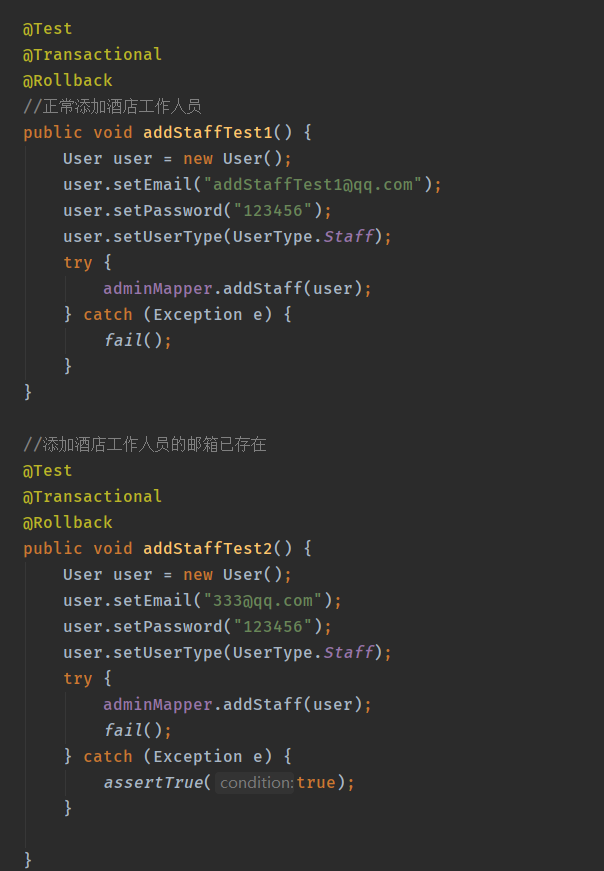 @Test
@Transactional
@Rollback
//正常添加酒店工作人员
public void addStaffTest1() {
    User user = new User();
    user.setEmail("addStaffTest1@qq.com");
    user.setPassword("123456");
    user.setUserType(UserType.Staff);
    try {
        adminMapper.addStaff(user);
    } catch (Exception e) {
        fail();
    }
}
//添加酒店工作人员的邮箱已存在
@Test
@Transactional
@Rollback
public void addStaffTest2() {
    User user = new User();
    user.setEmail("333@qq.com");
    user.setPassword("123456");
    user.setUserType(UserType.Staff);
    try {
        adminMapper.addStaff(user);
        fail();
    } catch (Exception e) {
        assertTrue( condition: true);
    }
}